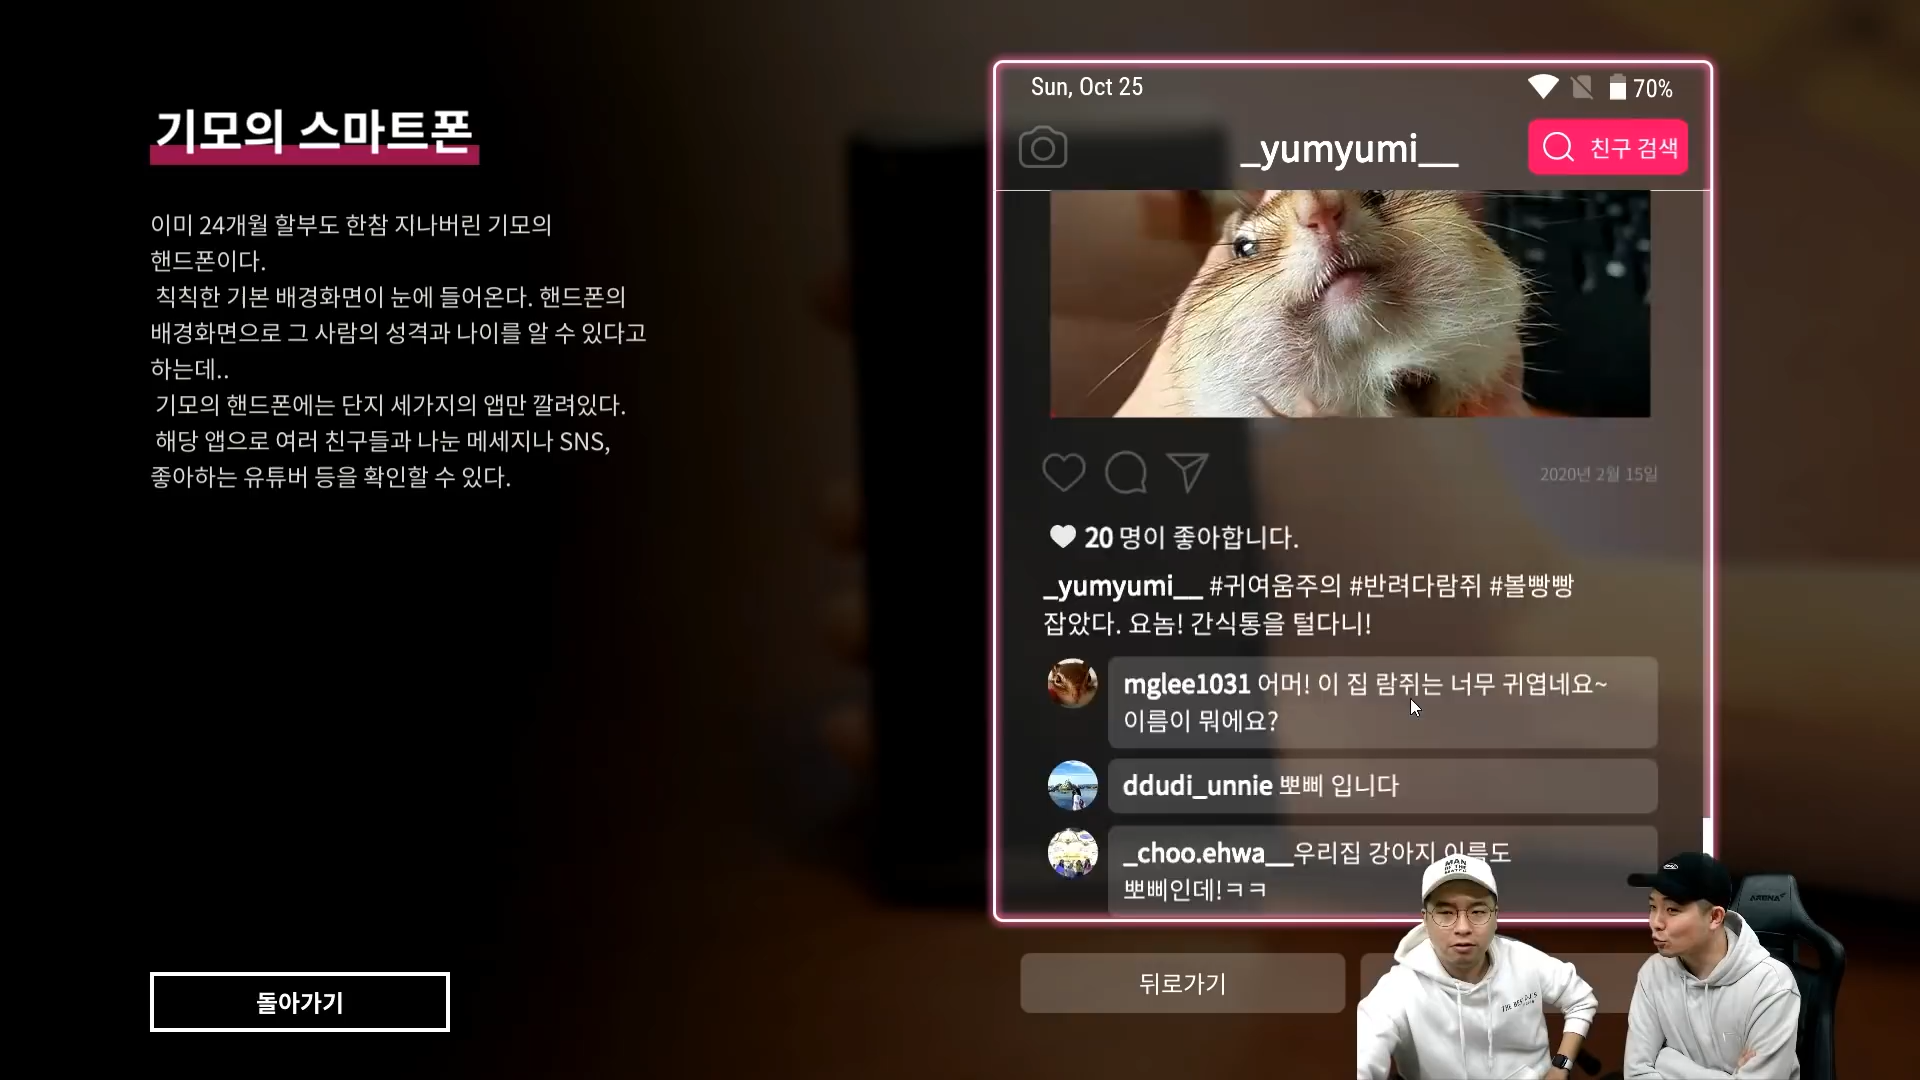 기모의 스마트폰
이미 24개월 할부도 한참 지나버린 기모의
핸드폰이다.
칙칙한 기본 배경화면이 눈에 들어온다. 핸드폰의
배경화면으로 그 사람의 성격과 나이를 알 수 있다고
하는데..
기모의 핸드폰에는 단지 세가지의 앱만 깔려있다.
해당 앱으로 여러 친구들과 나눈 메세지나 SNS,
좋아하는 유튜버 등을 확인할 수 있다.
돌아가기
Sun, Oct 25
70%
_yumyumi__
친구 검색
2020년 2월 15일
20 명이 좋아합니다.
_yumyumi__ #귀여움주의 #반려다람쥐 #볼빵빵
잡았다. 요놈! 간식통을 털다니!
mglee1031 어머! 이 집 람쥐는 너무 귀엽네요~
이름이 뭐에요?
ddudi_unnie 뽀삐 입니다
_choo.ehwa__우리집 강아지 이름도
뽀삐인데!ㅋㅋ
뒤로가기
MAN
OF THE
ARENA